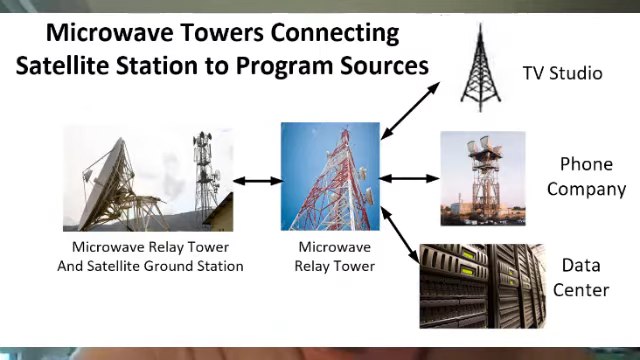 Microwave Towers Connecting
Satellite Station to Program Sources
TV Studio
Phone
Company
Microwave Relay Tower
And Satellite Ground Station
Microwave
Relay Tower
Data
Center